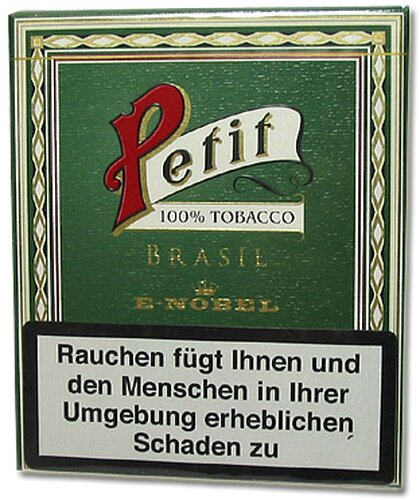 Petit
100% TOBACCO
BRASIL
E·NOBEL
Rauchen fügt Ihnen und
den Menschen in Ihrer
Umgebung erheblichen
Schaden zu